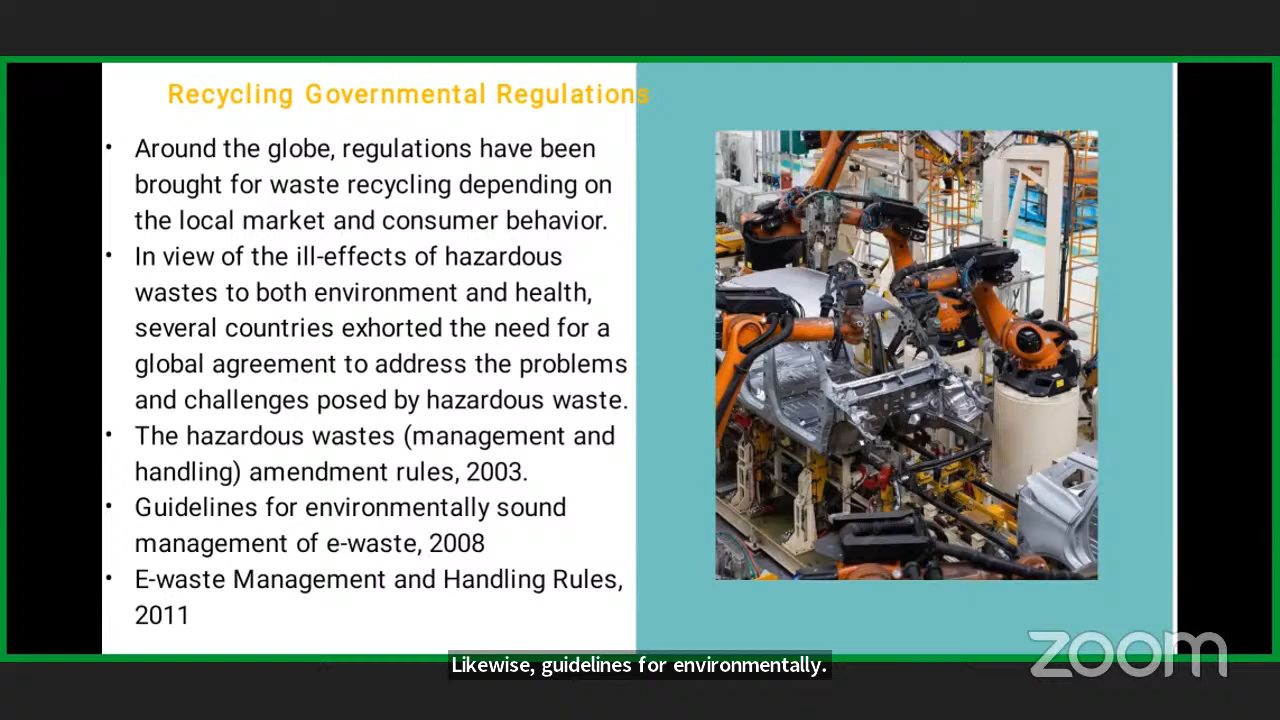 Recycling Governmental Regulations
• Around the globe, regulations have been
brought for waste recycling depending on
the local market and consumer behavior.
• In view of the ill-effects of hazardous
wastes to both environment and health,
several countries exhorted the need for a
global agreement to address the problems
and challenges posed by hazardous waste.
• The hazardous wastes (management and
handling) amendment rules, 2003.
• Guidelines for environmentally sound
management of e-waste, 2008
• E-waste Management and Handling Rules,
2011
zoom
Likewise, guidelines for environmentally.